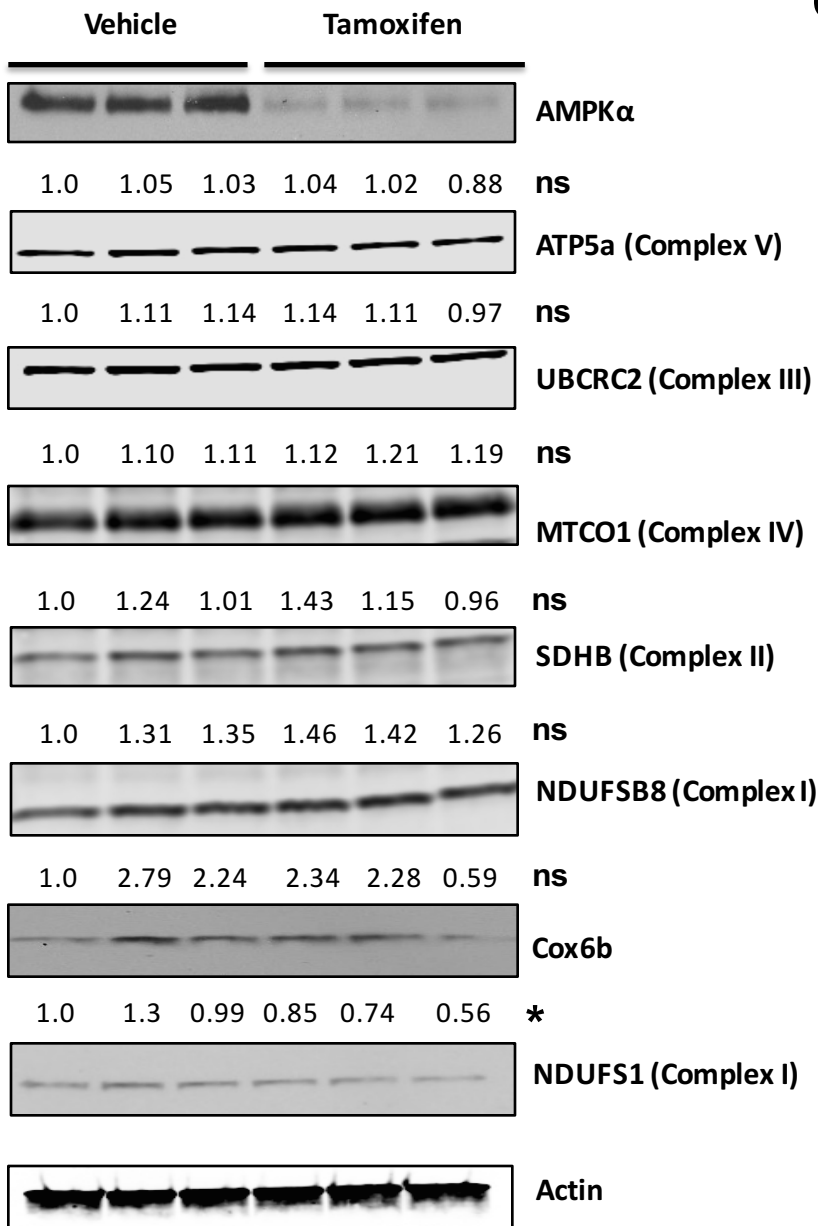 Vehicle Tamoxifen
AMPKα
1.0 1.05 1.03 1.04 1.02 0.88 ns
ATP5a (Complex V)
1.0 1.11 1.14 1.14 1.11 0.97 ns
UBCRC2 (Complex III)
1.0 1.10 1.11 1.12 1.21 1.19 ns
MTCO1 (Complex IV)
1.0 1.24 1.01 1.43 1.15 0.96 ns
SDHB (Complex II)
1.0 1.31 1.35 1.46 1.42 1.26 ns
NDUFSB8 (Complex I)
1.0 2.79 2.24 2.34 2.28 0.59 ns
Cox6b
1.0 1.3 0.99 0.85 0.74 0.56 *
NDUFS1 (Complex I)
Actin